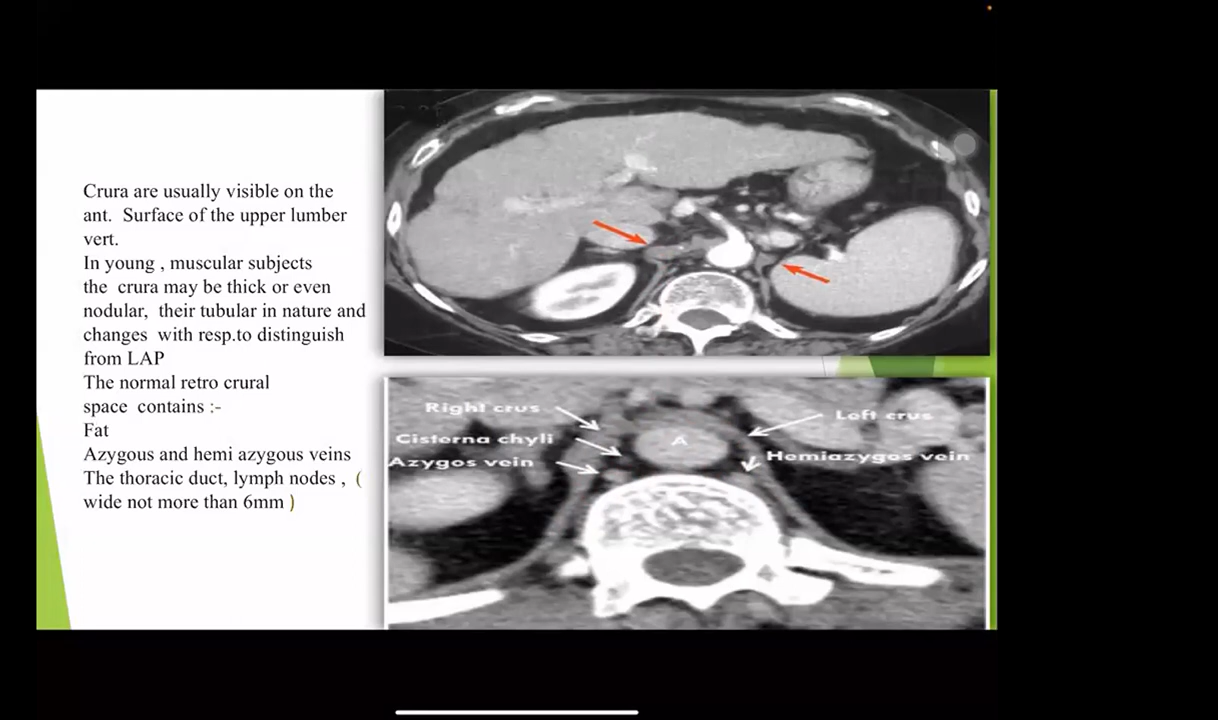 Crura are usually visible on the
ant. Surface of the upper lumber
vert.
In young , muscular subjects
the crura may be thick or even
nodular, their tubular in nature and
changes with resp.to distinguish
from LAP
The normal retro crural
space contains :-
Fat
Azygous and hemi azygous veins
The thoracic duct, lymph nodes , (
wide not more than 6mm )
Right crus
Left crus
Cisterna chyli
A
Azygos vein
Hemiazygos vein